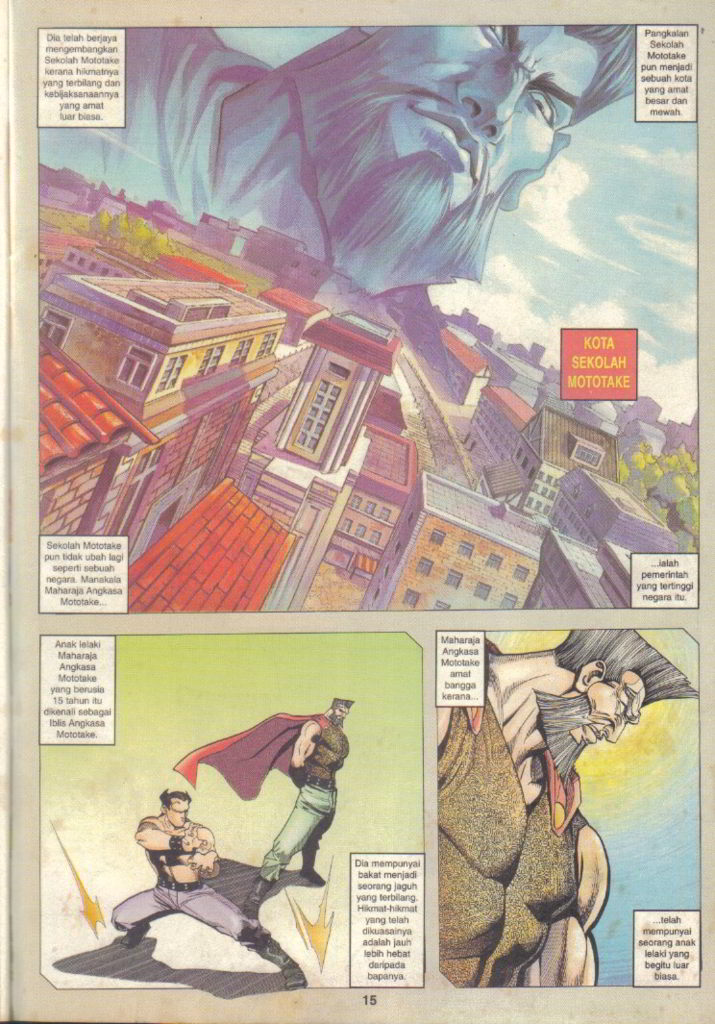 Dia telah berjaya
mengembangkan
Sekolah Mototake
kerana hikmatnya
yang terbilang dan
kebijaksanaannya
yang amat
luar biasa.
Pangkalan
Sekolah
Mototake
pun menjadi
sebuah kota
yang amat
besar dan
mewah.
KOTA
SEKOLAH
MOTOTAKE
Sekolah Mototake
pun tidak ubah lagi
seperti sebuah
negara. Manakala
Maharaja Angkasa
Mototake...
...ialah
pemerintah
yang tertinggi
negara itu.
Anak lelaki
Maharaja
Angkasa
Mototake
yang berusia
15 tahun itu
dikenali sebagai
Iblis Angkasa
Mototake.
Dia mempunyai
bakat menjadi
seorang jaguh
yang terbilang.
Hikmat-hikmat
yang telah
dikuasainya
adalah jauh
lebih hebat
daripada
bapanya.
Maharaja
Angkasa
Mototake
amat
bangga
kerana...
...telah
mempunyai
seorang anak
lelaki yang
begitu luar
biasa.
15